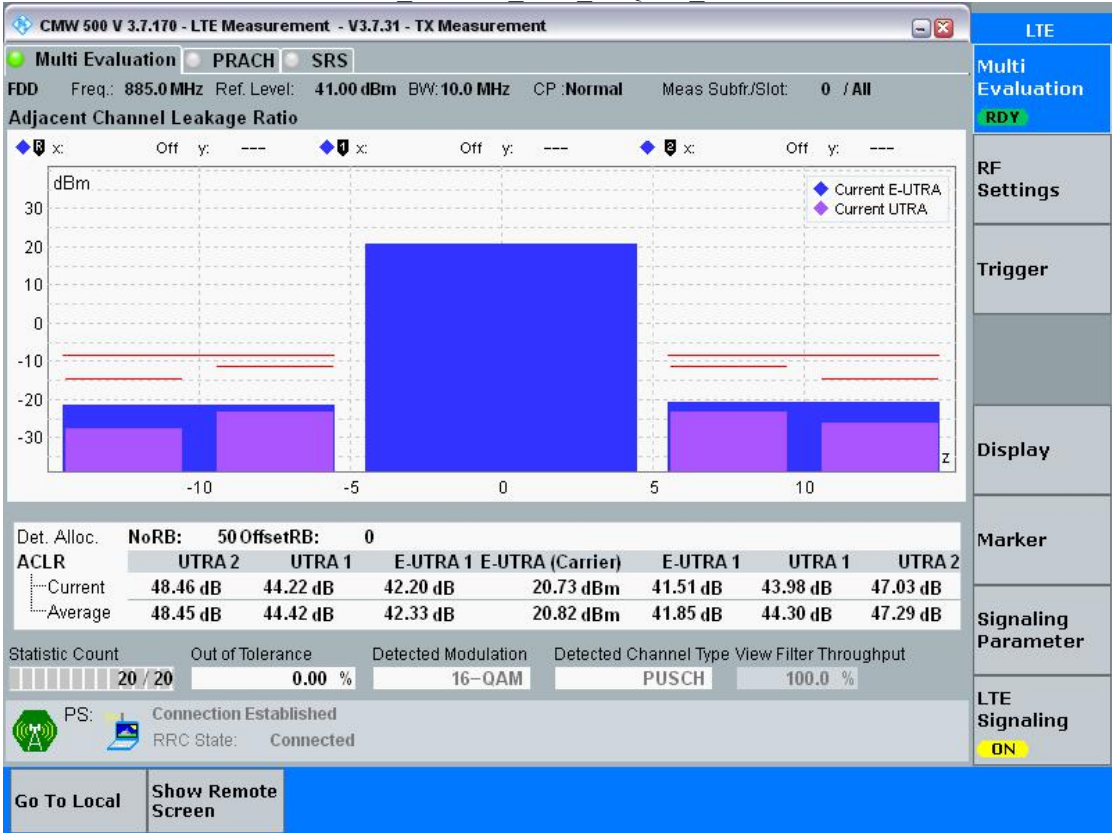 CMW 500 V 3.7.170 - LTE Measurement - V3.7.31 - TX Measurement
LTE
Multi Evaluation PRACH SRS
FDD Freq.: 885.0 MHz Ref. Level: 41.00 dBm BW: 10.0 MHz CP : Normal Meas Subfr./Slot: 0 / All
Adjacent Channel Leakage Ratio
R x: Off y: --- 1 x: Off y: --- 2 x: Off y: ---
dBm
Current E-UTRA
Current UTRA
30
20
10
0
-10
-20
-30
z
-10 -5 0 5 10
Det. Alloc. NoRB: 50 OffsetRB: 0
ACLR UTRA 2 UTRA 1 E-UTRA 1 E-UTRA (Carrier) E-UTRA 1 UTRA 1 UTRA 2
Current 48.46 dB 44.22 dB 42.20 dB 20.73 dBm 41.51 dB 43.98 dB 47.03 dB
Average 48.45 dB 44.42 dB 42.33 dB 20.82 dBm 41.85 dB 44.30 dB 47.29 dB
Statistic Count Out of Tolerance Detected Modulation Detected Channel Type View Filter Throughput
20 / 20 0.00 % 16-QAM PUSCH 100.0 %
PS: Connection Established
RRC State: Connected
Multi
Evaluation
RDY
RF
Settings
Trigger
Display
Marker
Signaling
Parameter
LTE
Signaling
ON
Go To Local
Show Remote
Screen